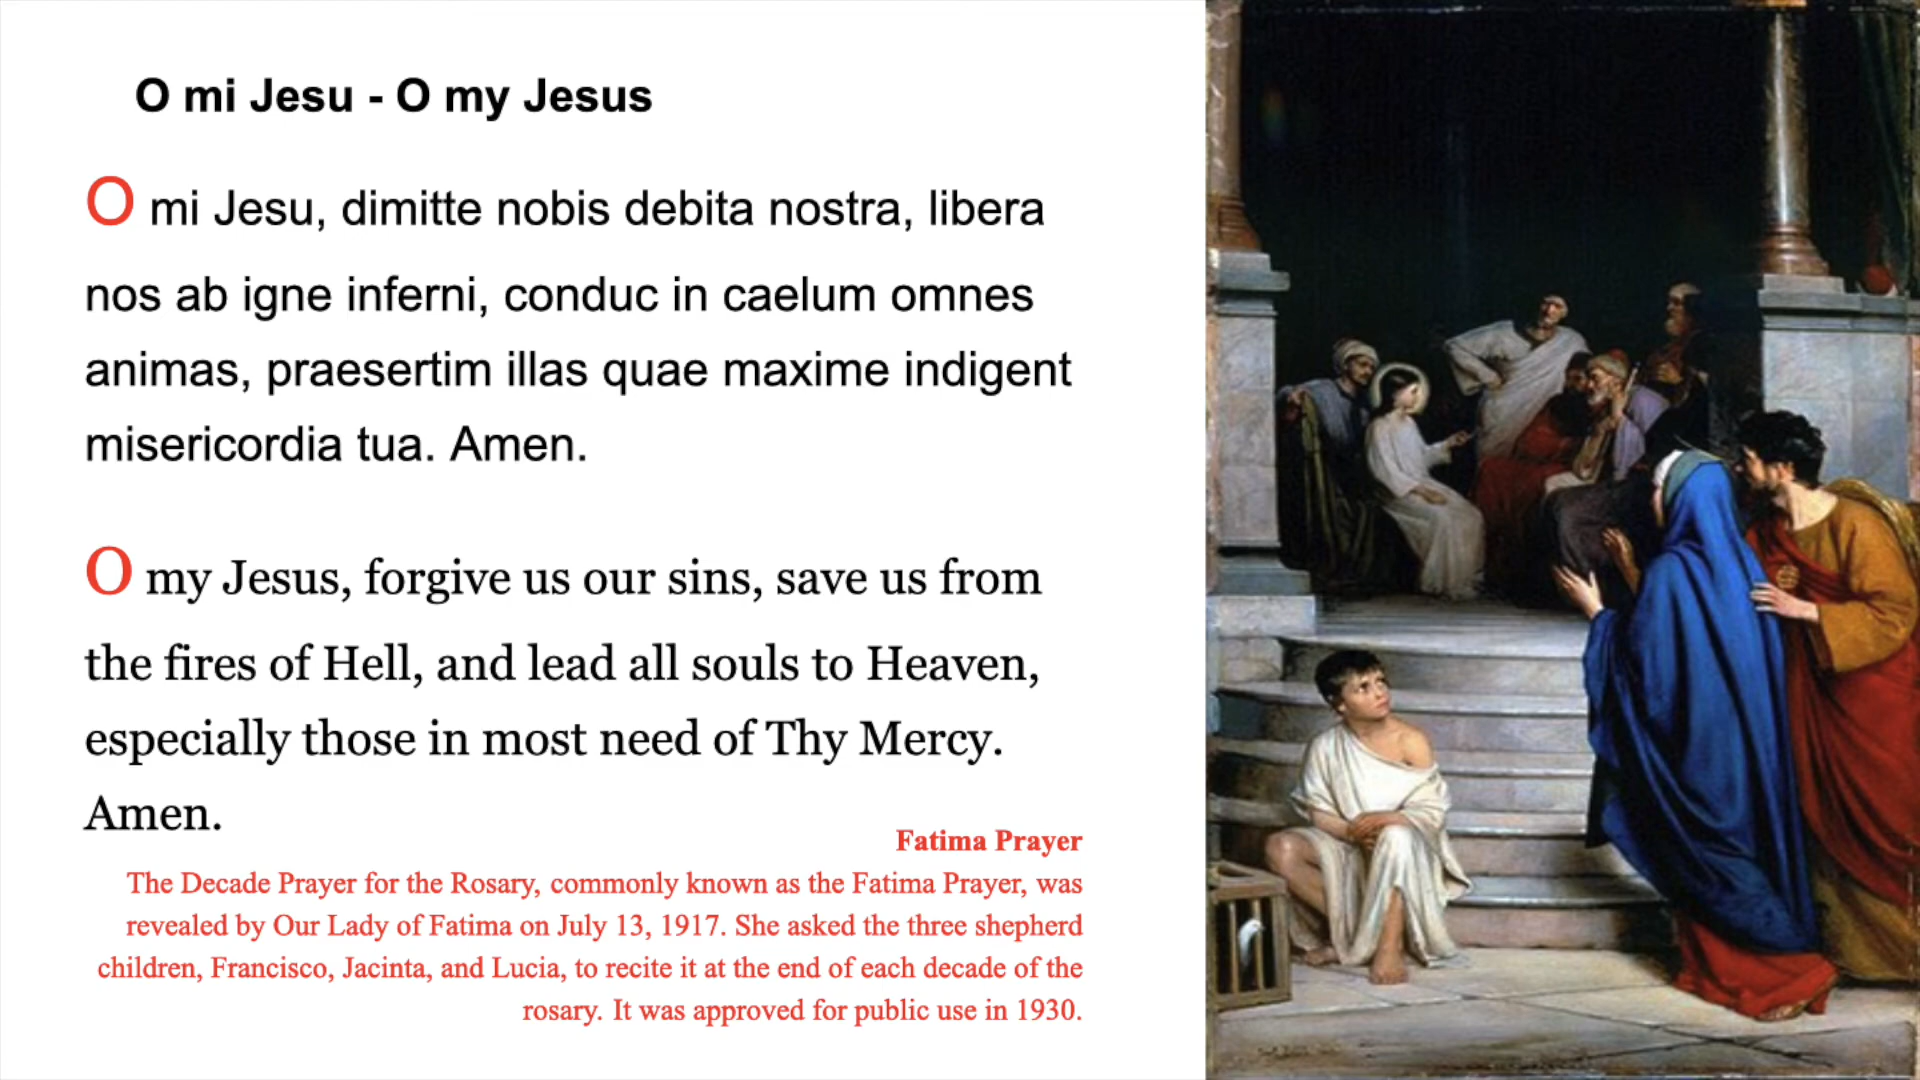 O mi Jesu - O my Jesus
O mi Jesu, dimitte nobis debita nostra, libera
nos ab igne inferni, conduc in caelum omnes
animas, praesertim illas quae maxime indigent
misericordia tua. Amen.
O my Jesus, forgive us our sins, save us from
the fires of Hell, and lead all souls to Heaven,
especially those in most need of Thy Mercy.
Amen.
Fatima Prayer
The Decade Prayer for the Rosary, commonly known as the Fatima Prayer, was
revealed by Our Lady of Fatima on July 13, 1917. She asked the three shepherd
children, Francisco, Jacinta, and Lucia, to recite it at the end of each decade of the
rosary. It was approved for public use in 1930.